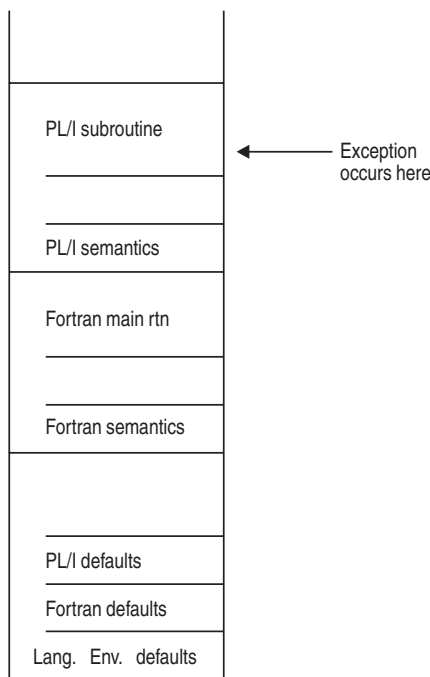 PL/I subroutine
Exception
occurs here
PL/I semantics
Fortran main rtn
Fortran semantics
PL/I defaults
Fortran defaults
Lang. Env. defaults